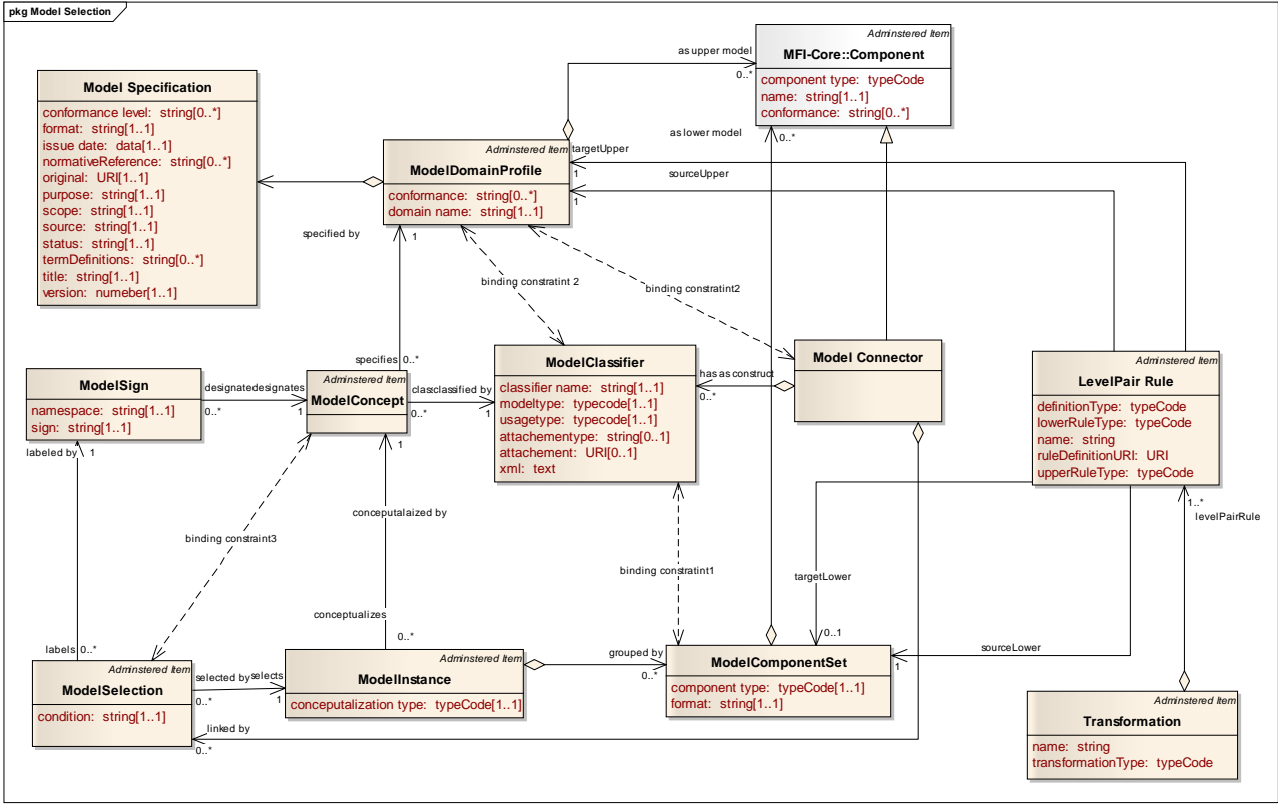 pkg Model Selection
Adminstered Item
MFI-Core::Component
component type: typeCode
name: string[1..1]
conformance: string[0..*]
as upper model
0..*
as lower model
0..*
Model Specification
conformance level: string[0..*]
format: string[1..1]
issue date: data[1..1]
normativeReference: string[0..*]
original: URI[1..1]
purpose: string[1..1]
scope: string[1..1]
source: string[1..1]
status: string[1..1]
termDefinitions: string[0..*]
title: string[1..1]
version: numeber[1..1]
Adminstered Item
ModelDomainProfile
conformance: string[0..*]
domain name: string[1..1]
targetUpper
1
sourceUpper
1
specified by
1
binding constratint 2
binding constratint2
specifies 0..*
ModelSign
namespace: string[1..1]
sign: string[1..1]
designatedesignates
0..*
1
Adminstered Item
ModelConcept
classclassified by
0..*
1
ModelClassifier
classifier name: string[1..1]
modeltype: typecode[1..1]
usagetype: typecode[1..1]
attachementype: string[0..1]
attachement: URI[0..1]
xml: text
has as construct
0..*
Model Connector
Adminstered Item
LevelPair Rule
definitionType: typeCode
lowerRuleType: typeCode
name: string
ruleDefinitionURI: URI
upperRuleType: typeCode
labeled by
1
1
conceputalaized by
binding constraint3
binding constratint1
targetLower
1..*
levelPairRule
conceptualizes
0..*
0..1
labels 0..*
Adminstered Item
ModelSelection
condition: string[1..1]
selected by
selects
0..*
1
Adminstered Item
ModelInstance
conceputalization type: typeCode[1..1]
grouped by
0..*
ModelComponentSet
component type: typeCode[1..1]
format: string[1..1]
sourceLower
1
linked by
0..*
Adminstered Item
Transformation
name: string
transformationType: typeCode